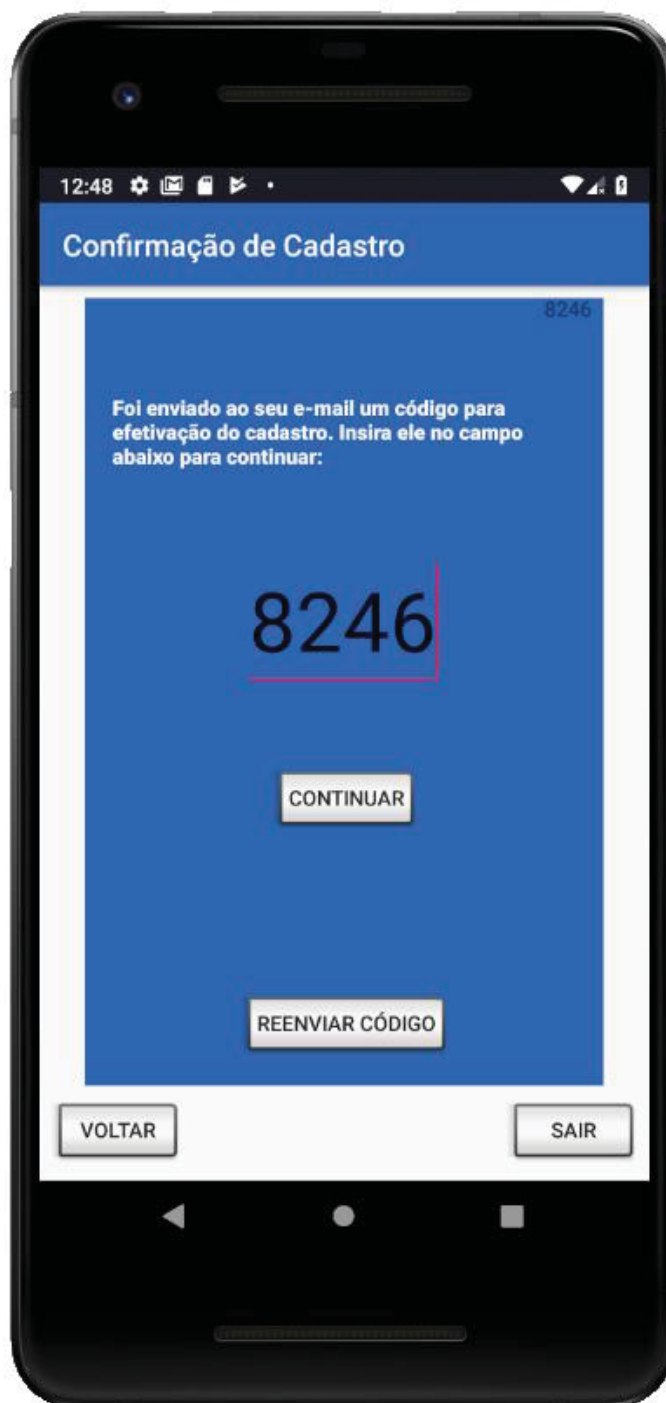 12:48
Confirmação de Cadastro
8246
Foi enviado ao seu e-mail um código para
efetivação do cadastro. Insira ele no campo
abaixo para continuar:
8246
CONTINUAR
REENVIAR CÓDIGO
VOLTAR
SAIR